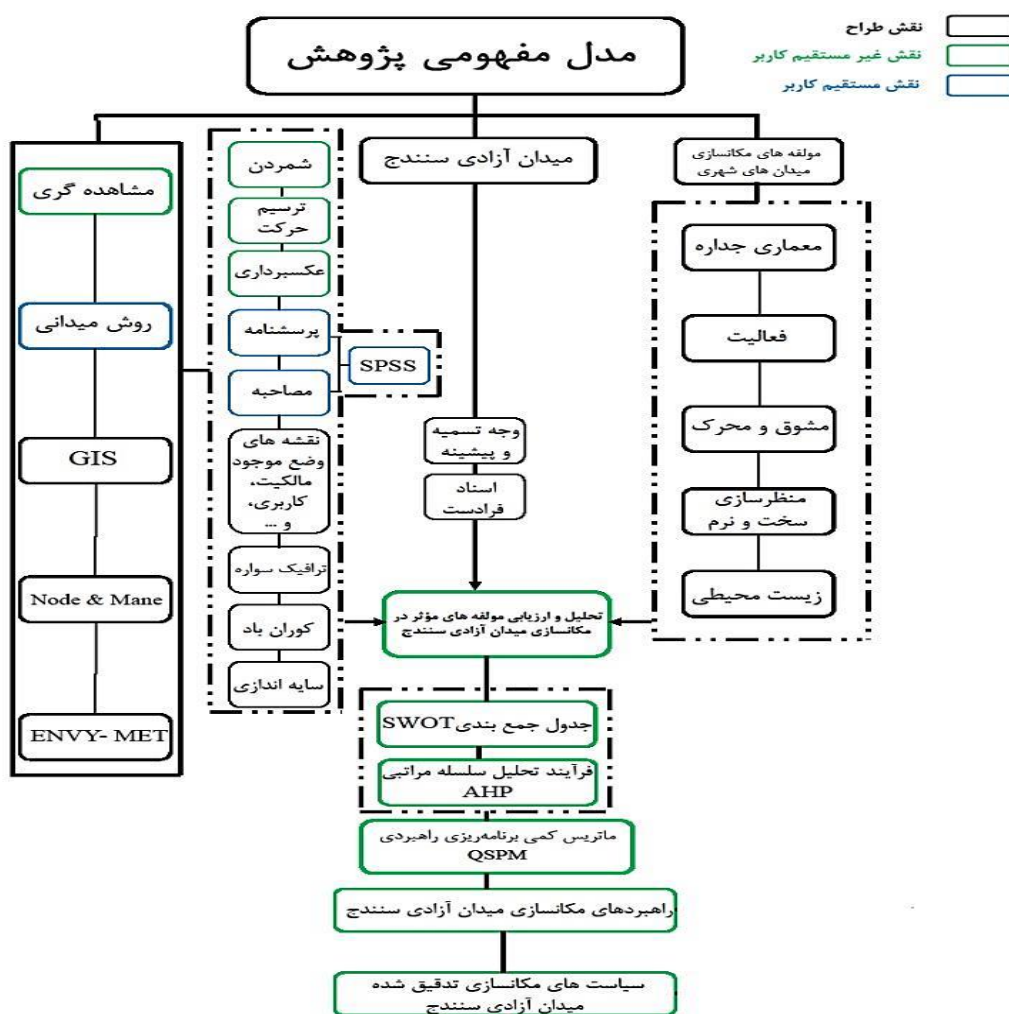 مدل مفهومی پژوهش
نقش طراح
نقش غیر مستقیم کاربر
نقش مستقیم کاربر
مولفه های مکانسازی
میدان های شهری
معماری جداره
فعالیت
مشوق و محرک
منظرسازی
سخت و نرم
زیست محیطی
میدان آزادی سنندج
وجه تسمیه
و پیشینه
اسناد
فرادست
شمردن
ترسیم
حرکت
عکسبرداری
پرسشنامه
مصاحبه
SPSS
نقشه های
وضع موجود
مالکیت،
کاربری،
و ...
ترافیک سواره
کوران باد
سایه اندازی
مشاهده گری
روش میدانی
GIS
Node & Mane
ENVY- MET
تحلیل و ارزیابی مولفه های مؤثر در
مکانسازی میدان آزادی سنندج
جدول جمع بندی SWOT
فرآیند تحلیل سلسله مراتبی
AHP
ماتریس کمی برنامه‌ریزی راهبردی
QSPM
راهبردهای مکانسازی میدان آزادی سنندج
سیاست های مکانسازی تدقیق شده
میدان آزادی سنندج